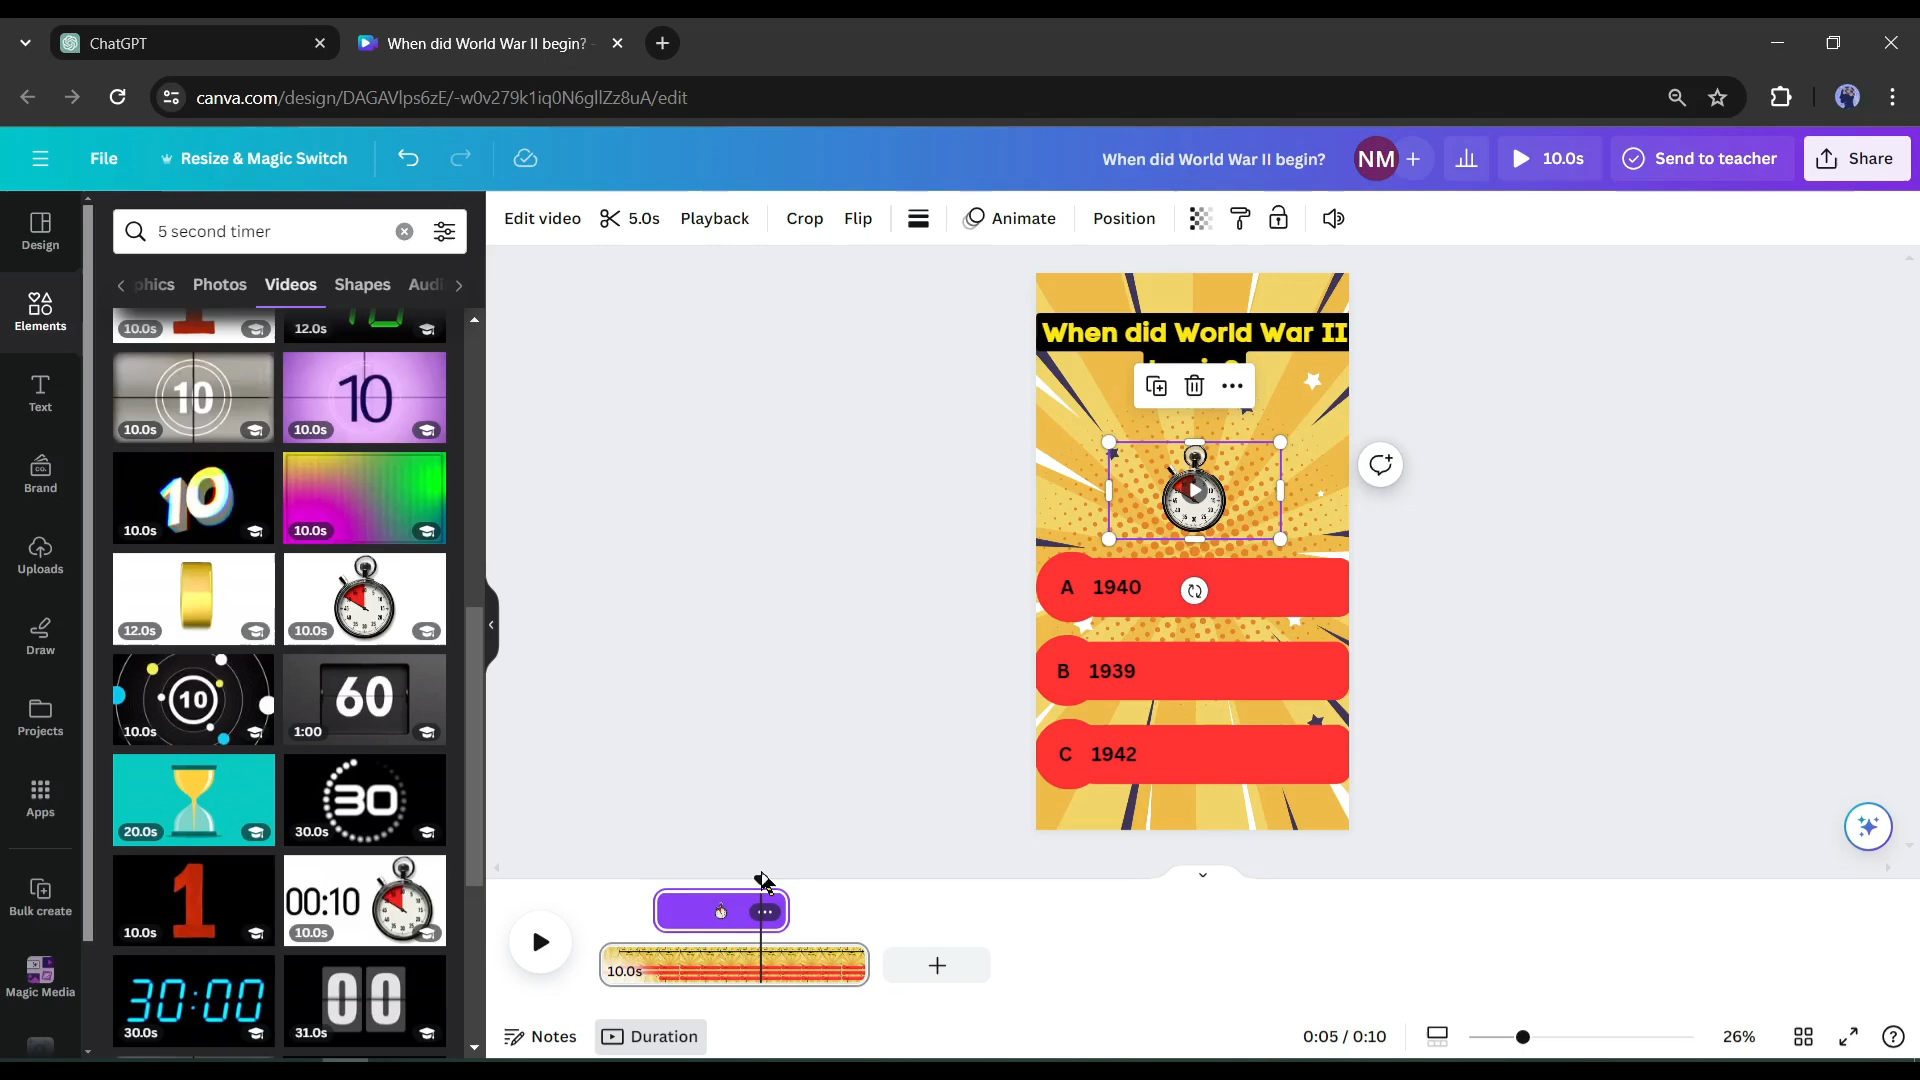 ChatGPT
When did World War II begin? -
canva.com/design/DAGAVlps6zE/-w0v279k1iq0N6gllZz8uA/edit
File
Resize & Magic Switch
When did World War II begin?
NM
10.0s
Send to teacher
Share
Design
Elements
Text
Brand
Uploads
Draw
Projects
Apps
Bulk create
Magic Media
5 second timer
phics
Photos
Videos
Shapes
Audi
10.0s
12.0s
10
10.0s
10
10.0s
10
10.0s
10.0s
12.0s
10.0s
10
10.0s
60
1:00
20.0s
30
30.0s
1
10.0s
00:10
10.0s
30:00
30.0s
00
31.0s
Edit video
5.0s
Playback
Crop
Flip
Animate
Position
When did World War II
A 1940
B 1939
C 1942
10.0s
Notes
Duration
0:05 / 0:10
26%